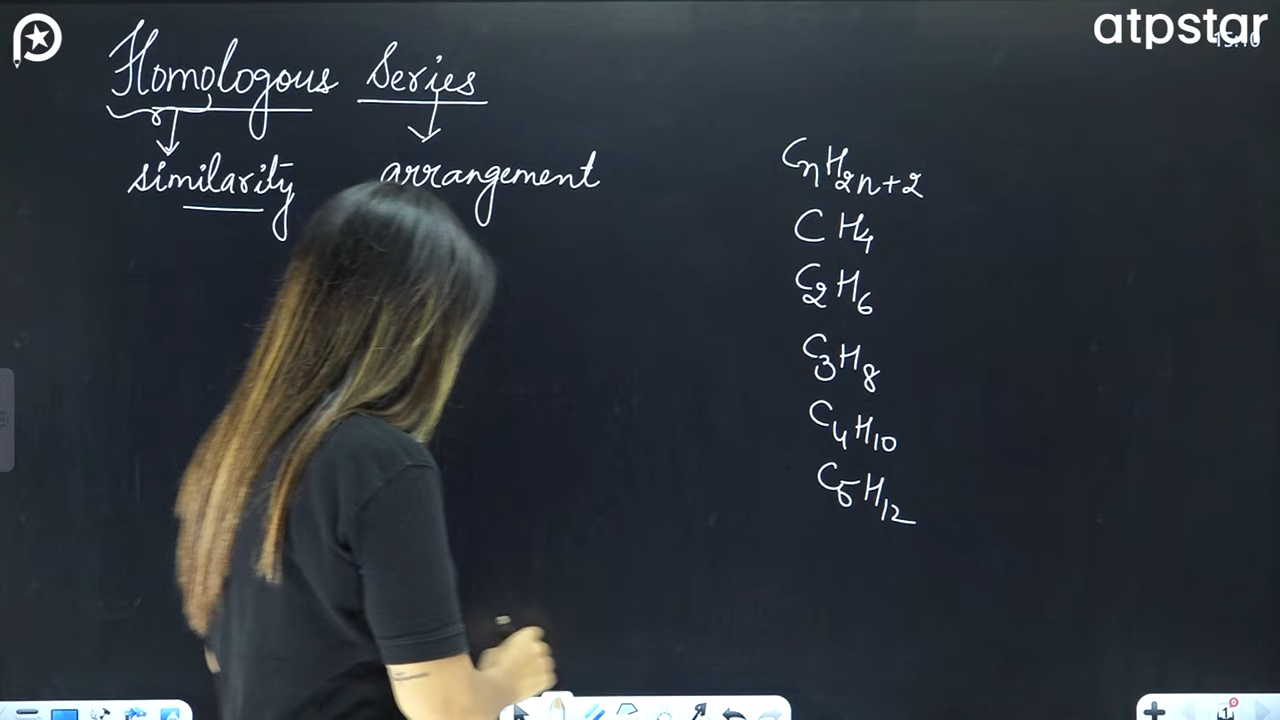 atpstar
Homologous Series
similarity arrangement
CnH2n+2
CH4
C2H6
C3H8
C4H10
C5H12